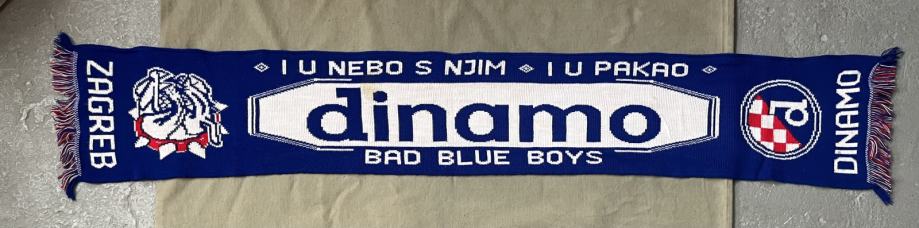 ZAGREB
I U NEBO S NJIM I U PAKAO
dinamo
BAD BLUE BOYS
d
DINAMO